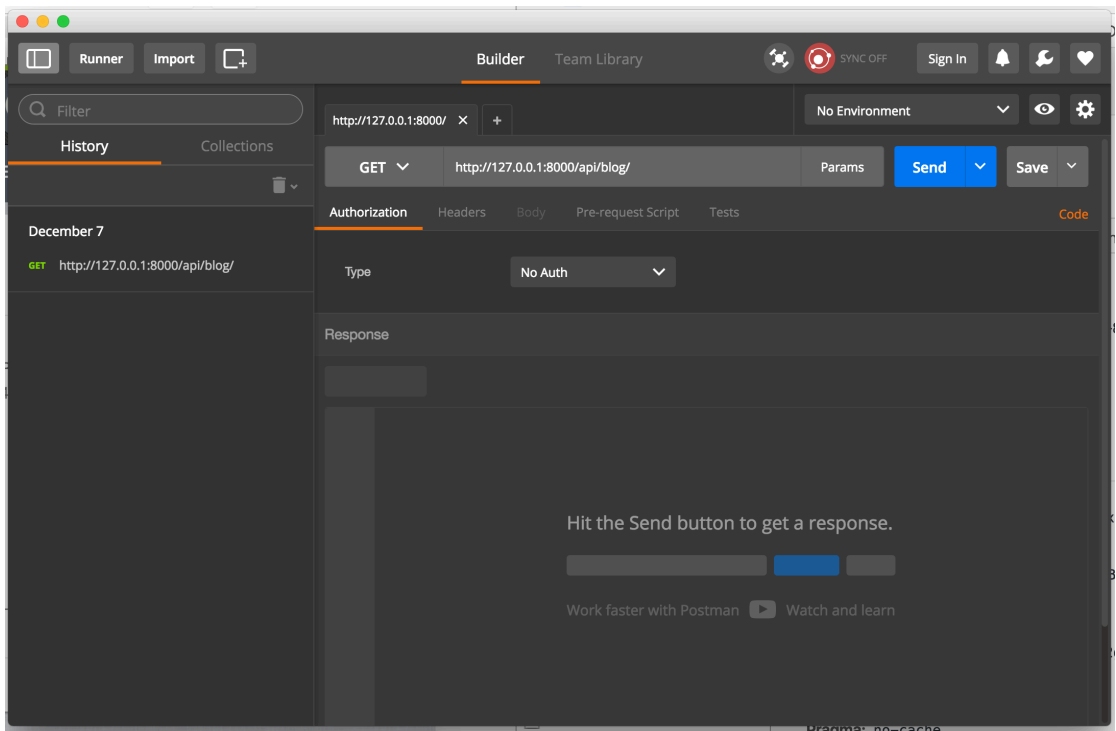 Runner Import Builder Team Library SYNC OFF Sign In
Filter
History Collections
December 7
GET http://127.0.0.1:8000/api/blog/
http://127.0.0.1:8000/ × +
No Environment
GET http://127.0.0.1:8000/api/blog/ Params Send Save
Authorization Headers Body Pre-request Script Tests Code
Type No Auth
Response
Hit the Send button to get a response.
Work faster with Postman Watch and learn
Pragma: no-cache